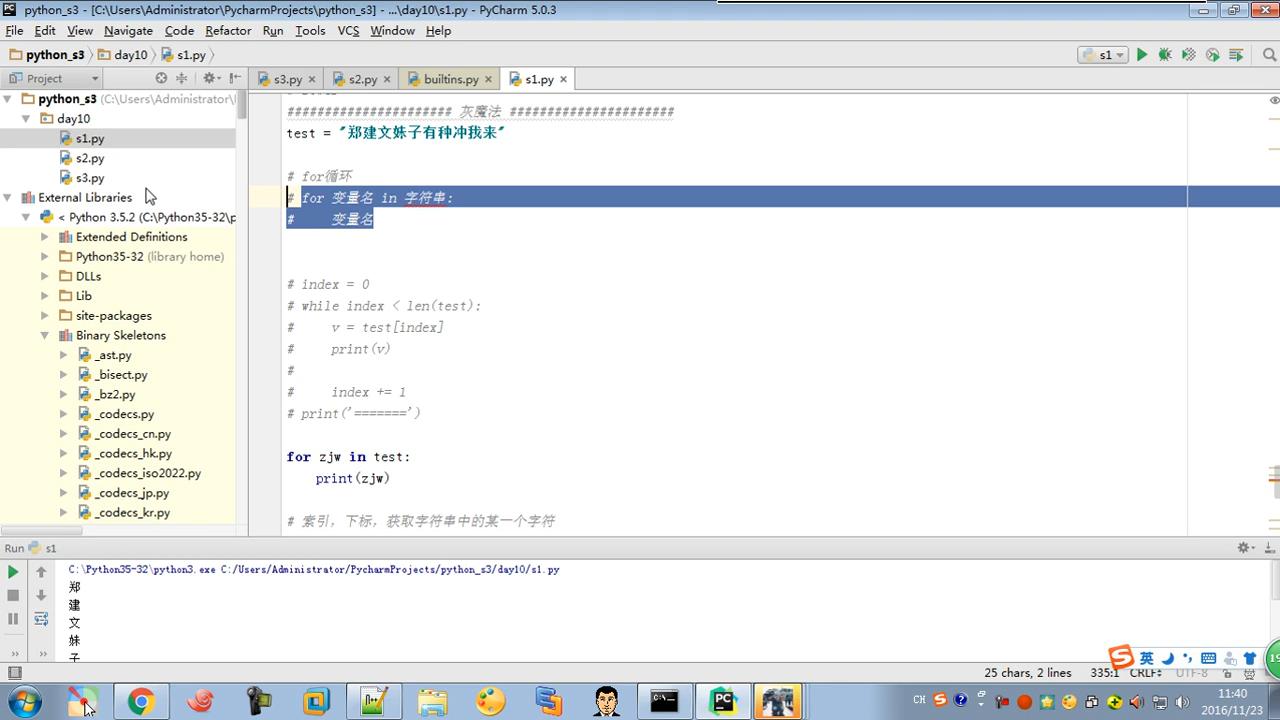 python_s3 - [C:\Users\Administrator\PycharmProjects\python_s3] - ...\day10\s1.py - PyCharm 5.0.3
File Edit View Navigate Code Refactor Run Tools VCS Window Help
python_s3 day10 s1.py s1
Project s3.py s2.py builtins.py s1.py
python_s3 (C:\Users\Administrator\
day10
s1.py
s2.py
s3.py
External Libraries
< Python 3.5.2 (C:\Python35-32\p
Extended Definitions
Python35-32 (library home)
DLLs
Lib
site-packages
Binary Skeletons
_ast.py
_bisect.py
_bz2.py
_codecs.py
_codecs_cn.py
_codecs_hk.py
_codecs_iso2022.py
_codecs_jp.py
_codecs_kr.py
##################### 灰魔法 #####################
test = "郑建文妹子有种冲我来"
# for循环
# for 变量名 in 字符串:
#     变量名
# index = 0
# while index < len(test):
#     v = test[index]
#     print(v)
#
#     index += 1
# print('=======')
for zjw in test:
    print(zjw)
# 索引, 下标, 获取字符串中的某一个字符
Run s1
C:\Python35-32\python3.exe C:/Users/Administrator/PycharmProjects/python_s3/day10/s1.py
郑
建
文
妹
子
英
25 chars, 2 lines 335:1 CRLF UTF-8
CH 11:40
2016/11/23